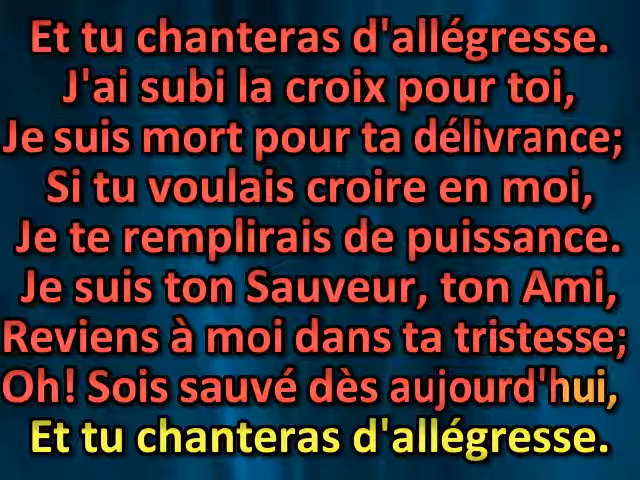 Et tu chanteras d'allégresse.
J'ai subi la croix pour toi,
Je suis mort pour ta délivrance;
Si tu voulais croire en moi,
Je te remplirais de puissance.
Je suis ton Sauveur, ton Ami,
Reviens à moi dans ta tristesse;
Oh! Sois sauvé dès aujourd'hui,
Et tu chanteras d'allégresse.